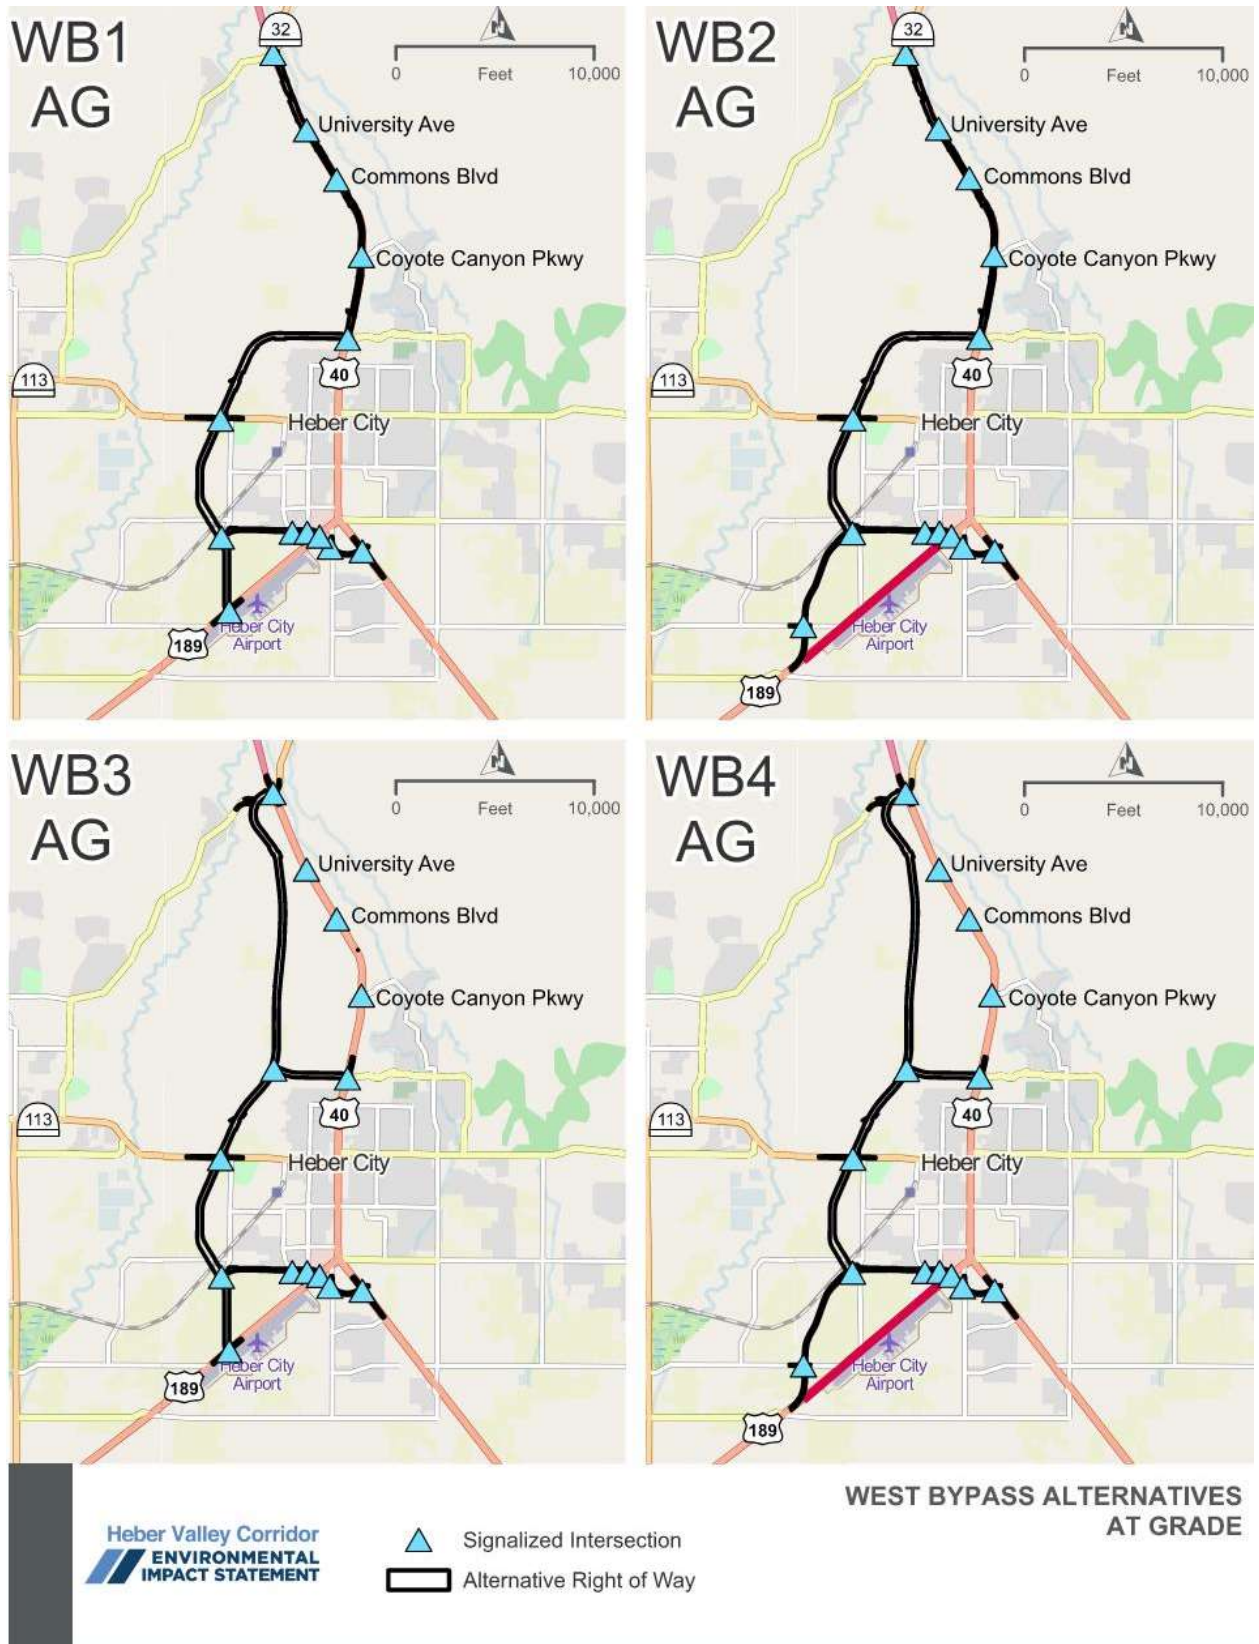 WB1
AG
32
N
0
Feet
10,000
University Ave
Commons Blvd
Coyote Canyon Pkwy
113
40
Heber City
Heber City
Airport
189
WB2
AG
32
N
0
Feet
10,000
University Ave
Commons Blvd
Coyote Canyon Pkwy
113
40
Heber City
Heber City
Airport
189
WB3
AG
N
0
Feet
10,000
University Ave
Commons Blvd
Coyote Canyon Pkwy
113
40
Heber City
Heber City
Airport
189
WB4
AG
N
0
Feet
10,000
University Ave
Commons Blvd
Coyote Canyon Pkwy
113
40
Heber City
Heber City
Airport
189
WEST BYPASS ALTERNATIVES
AT GRADE
Heber Valley Corridor
ENVIRONMENTAL
IMPACT STATEMENT
Signalized Intersection
Alternative Right of Way